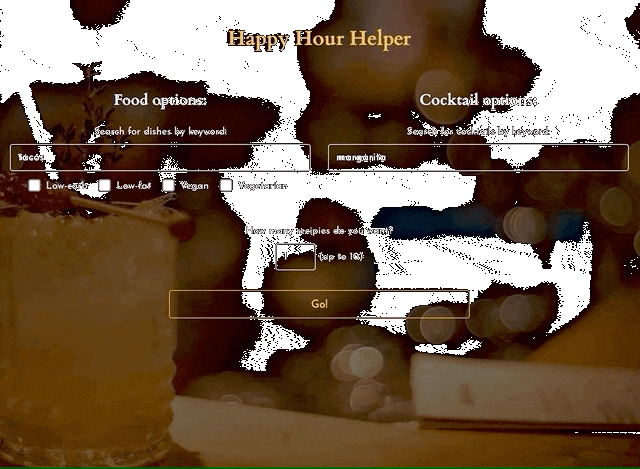 Happy Hour Helper
Food options:
Cocktail options:
Search for dishes by keyword:
Search for cocktails by keyword:
tacos
margarita
Low-carb Low-fat Vegan Vegetarian
How many recipies do you want?
(up to 10)
Go!